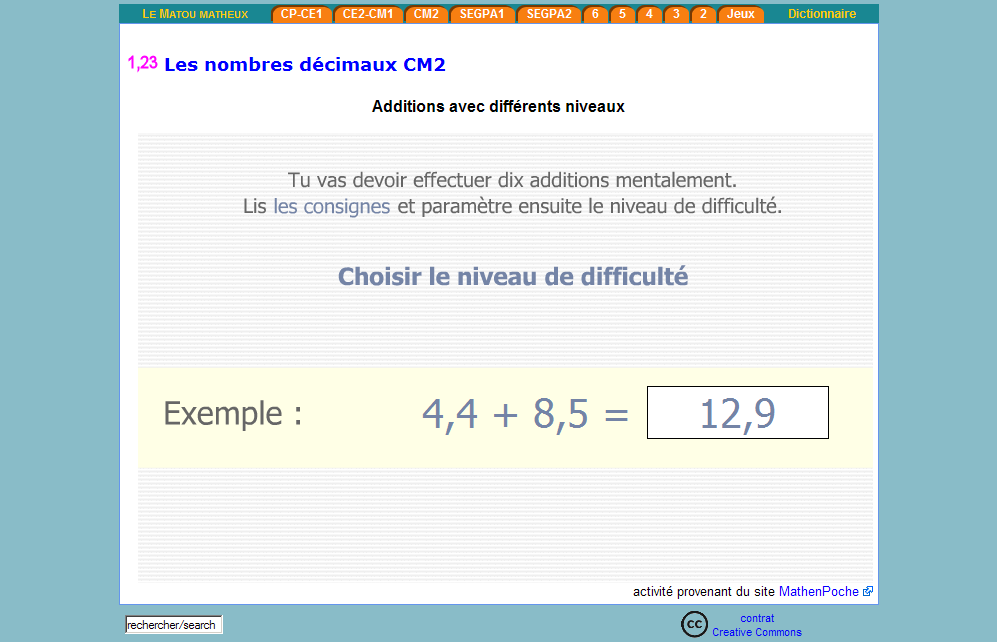 LE MATOU MATHEUX CP-CE1 CE2-CM1 CM2 SEGPA1 SEGPA2 6 5 4 3 2 Jeux Dictionnaire
1,23 Les nombres décimaux CM2
Additions avec différents niveaux
Tu vas devoir effectuer dix additions mentalement.
Lis les consignes et paramètre ensuite le niveau de difficulté.
Choisir le niveau de difficulté
Exemple : 4,4 + 8,5 = 12,9
activité provenant du site MathenPoche
rechercher/search
cc contrat
Creative Commons